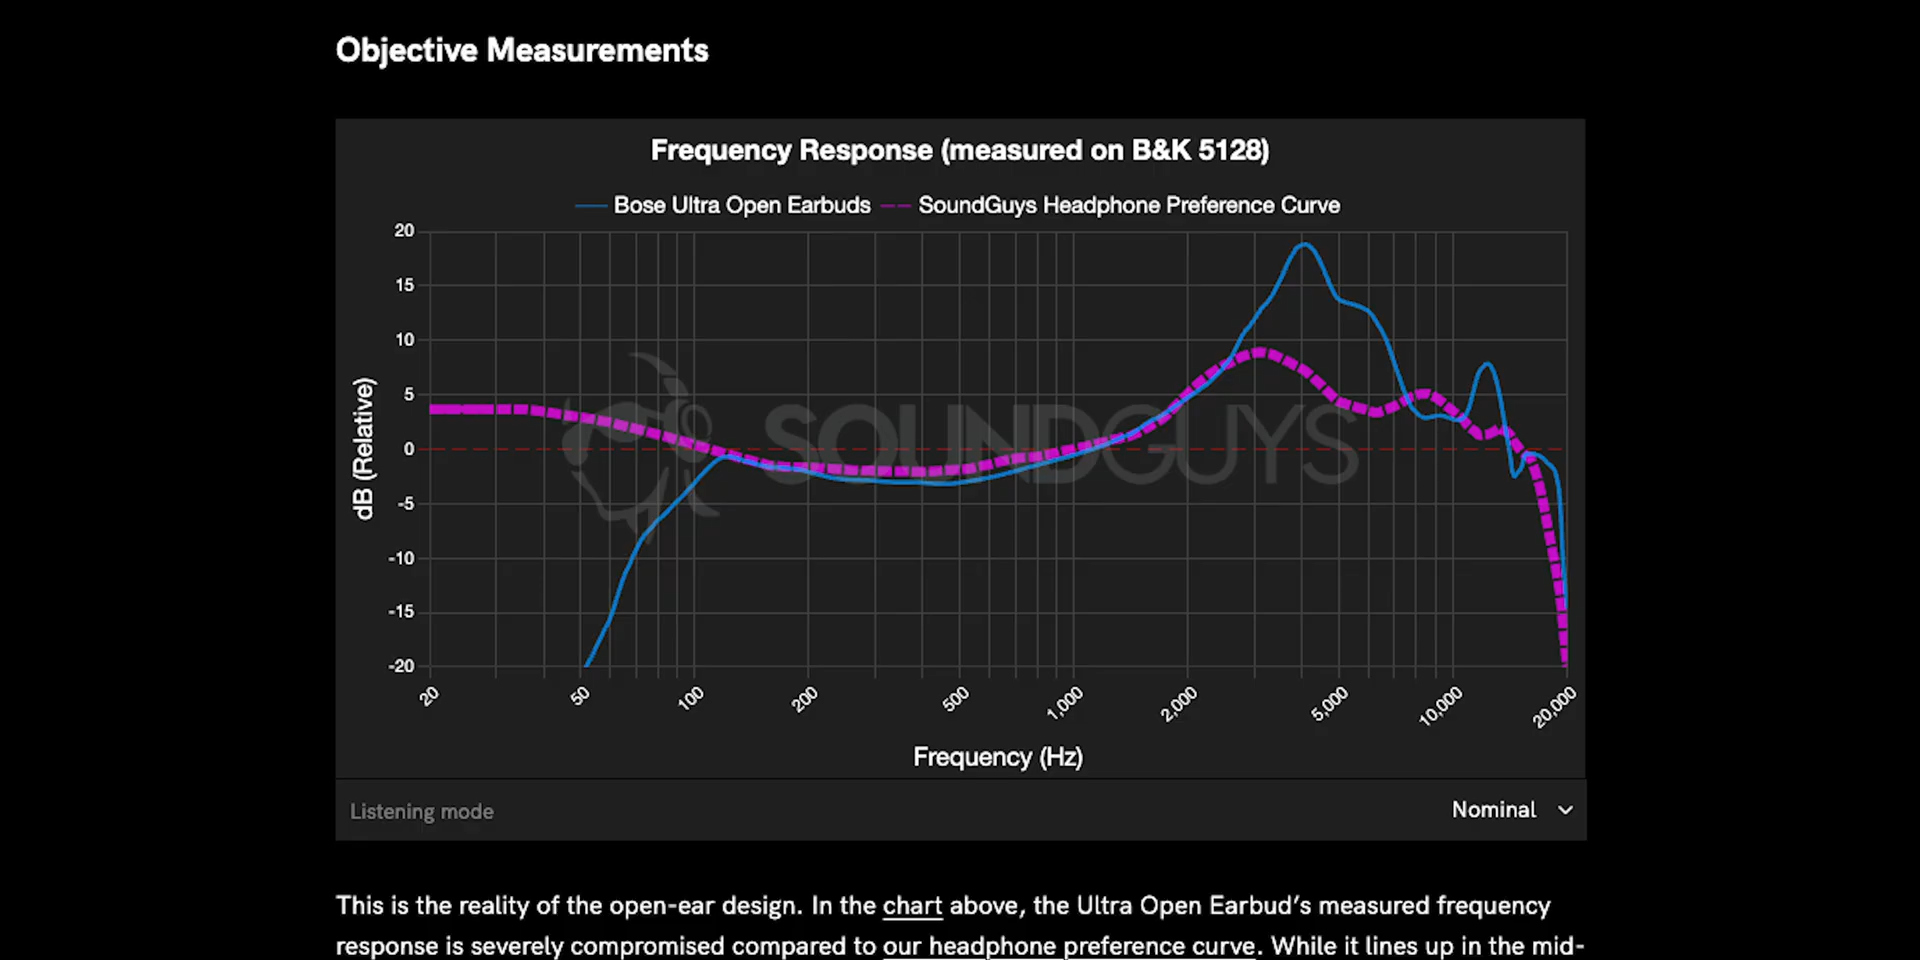 Objective Measurements
Frequency Response (measured on B&K 5128)
Bose Ultra Open Earbuds
SoundGuys Headphone Preference Curve
20
15
10
5
0
-5
-10
-15
-20
dB (Relative)
SOUNDGUYS
20
50
100
200
500
1,000
2,000
5,000
10,000
20,000
Frequency (Hz)
Listening mode
Nominal
This is the reality of the open-ear design. In the chart above, the Ultra Open Earbud’s measured frequency
response is severely compromised compared to our headphone preference curve. While it lines up in the mid-